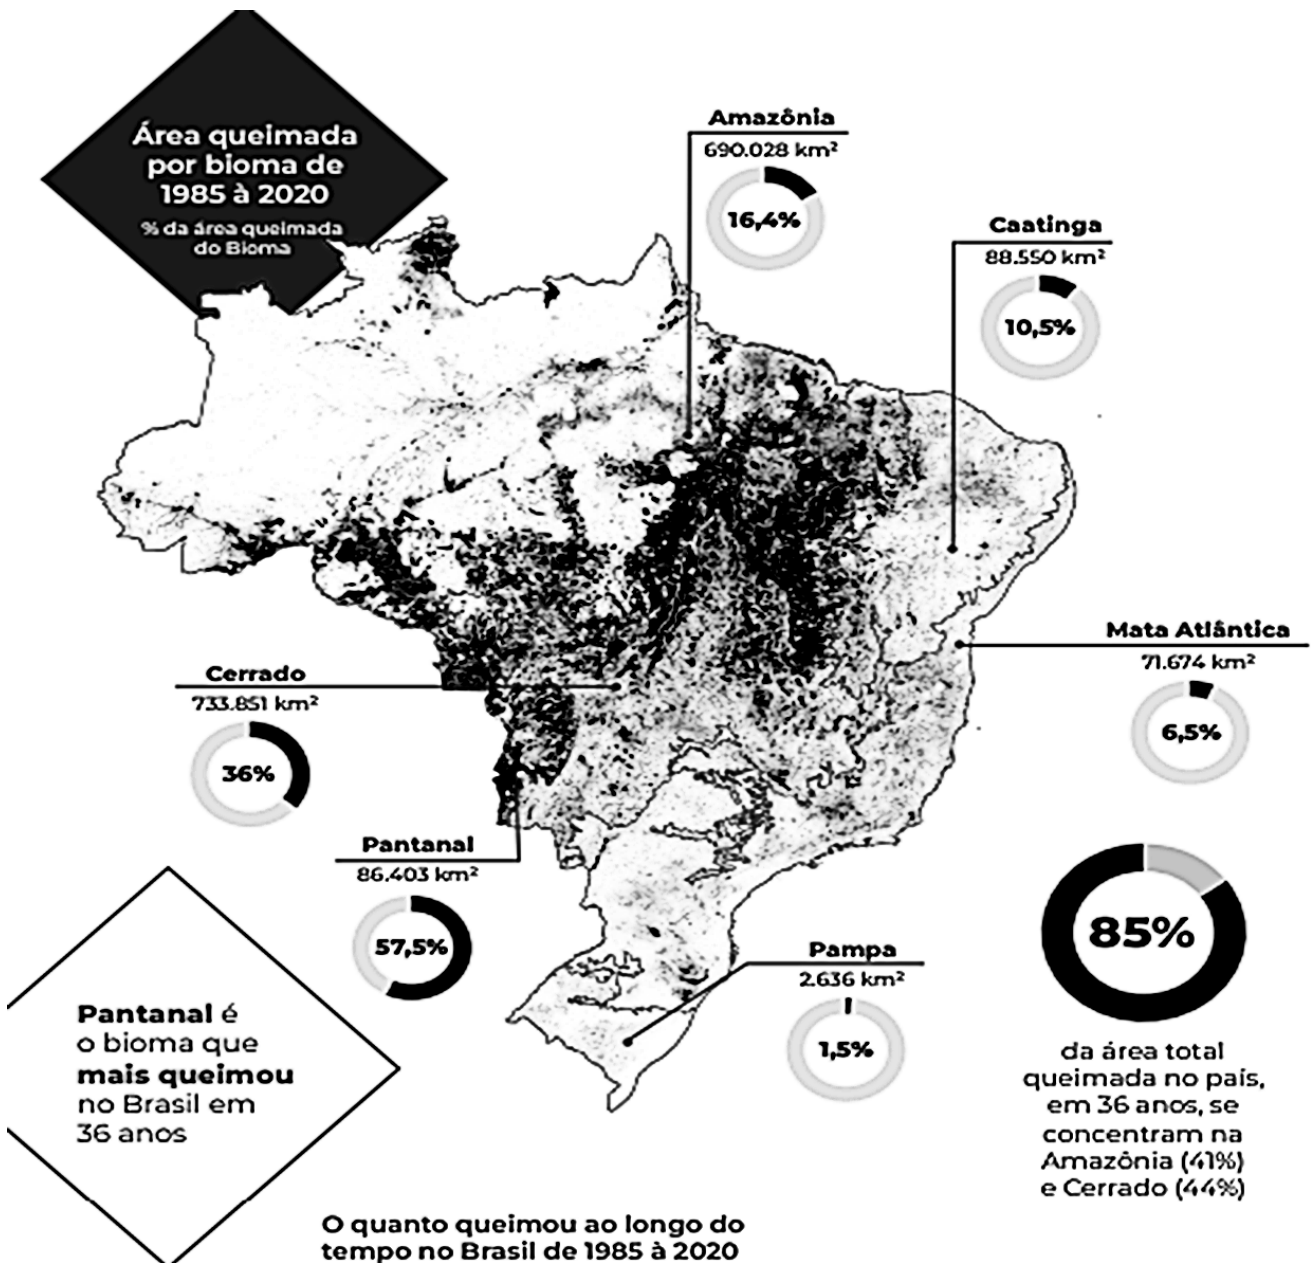 Área queimada
por bioma de
1985 à 2020
% da área queimada
do Bioma
Amazônia
690.028 km²
16,4%
Caatinga
88.550 km²
10,5%
Mata Atlântica
71.674 km²
6,5%
Cerrado
733.851 km²
36%
Pantanal
86.403 km²
57,5%
Pampa
2.636 km²
1,5%
85%
da área total
queimada no país,
em 36 anos, se
concentram na
Amazônia (41%)
e Cerrado (44%)
Pantanal é
o bioma que
mais queimou
no Brasil em
36 anos
O quanto queimou ao longo do
tempo no Brasil de 1985 à 2020